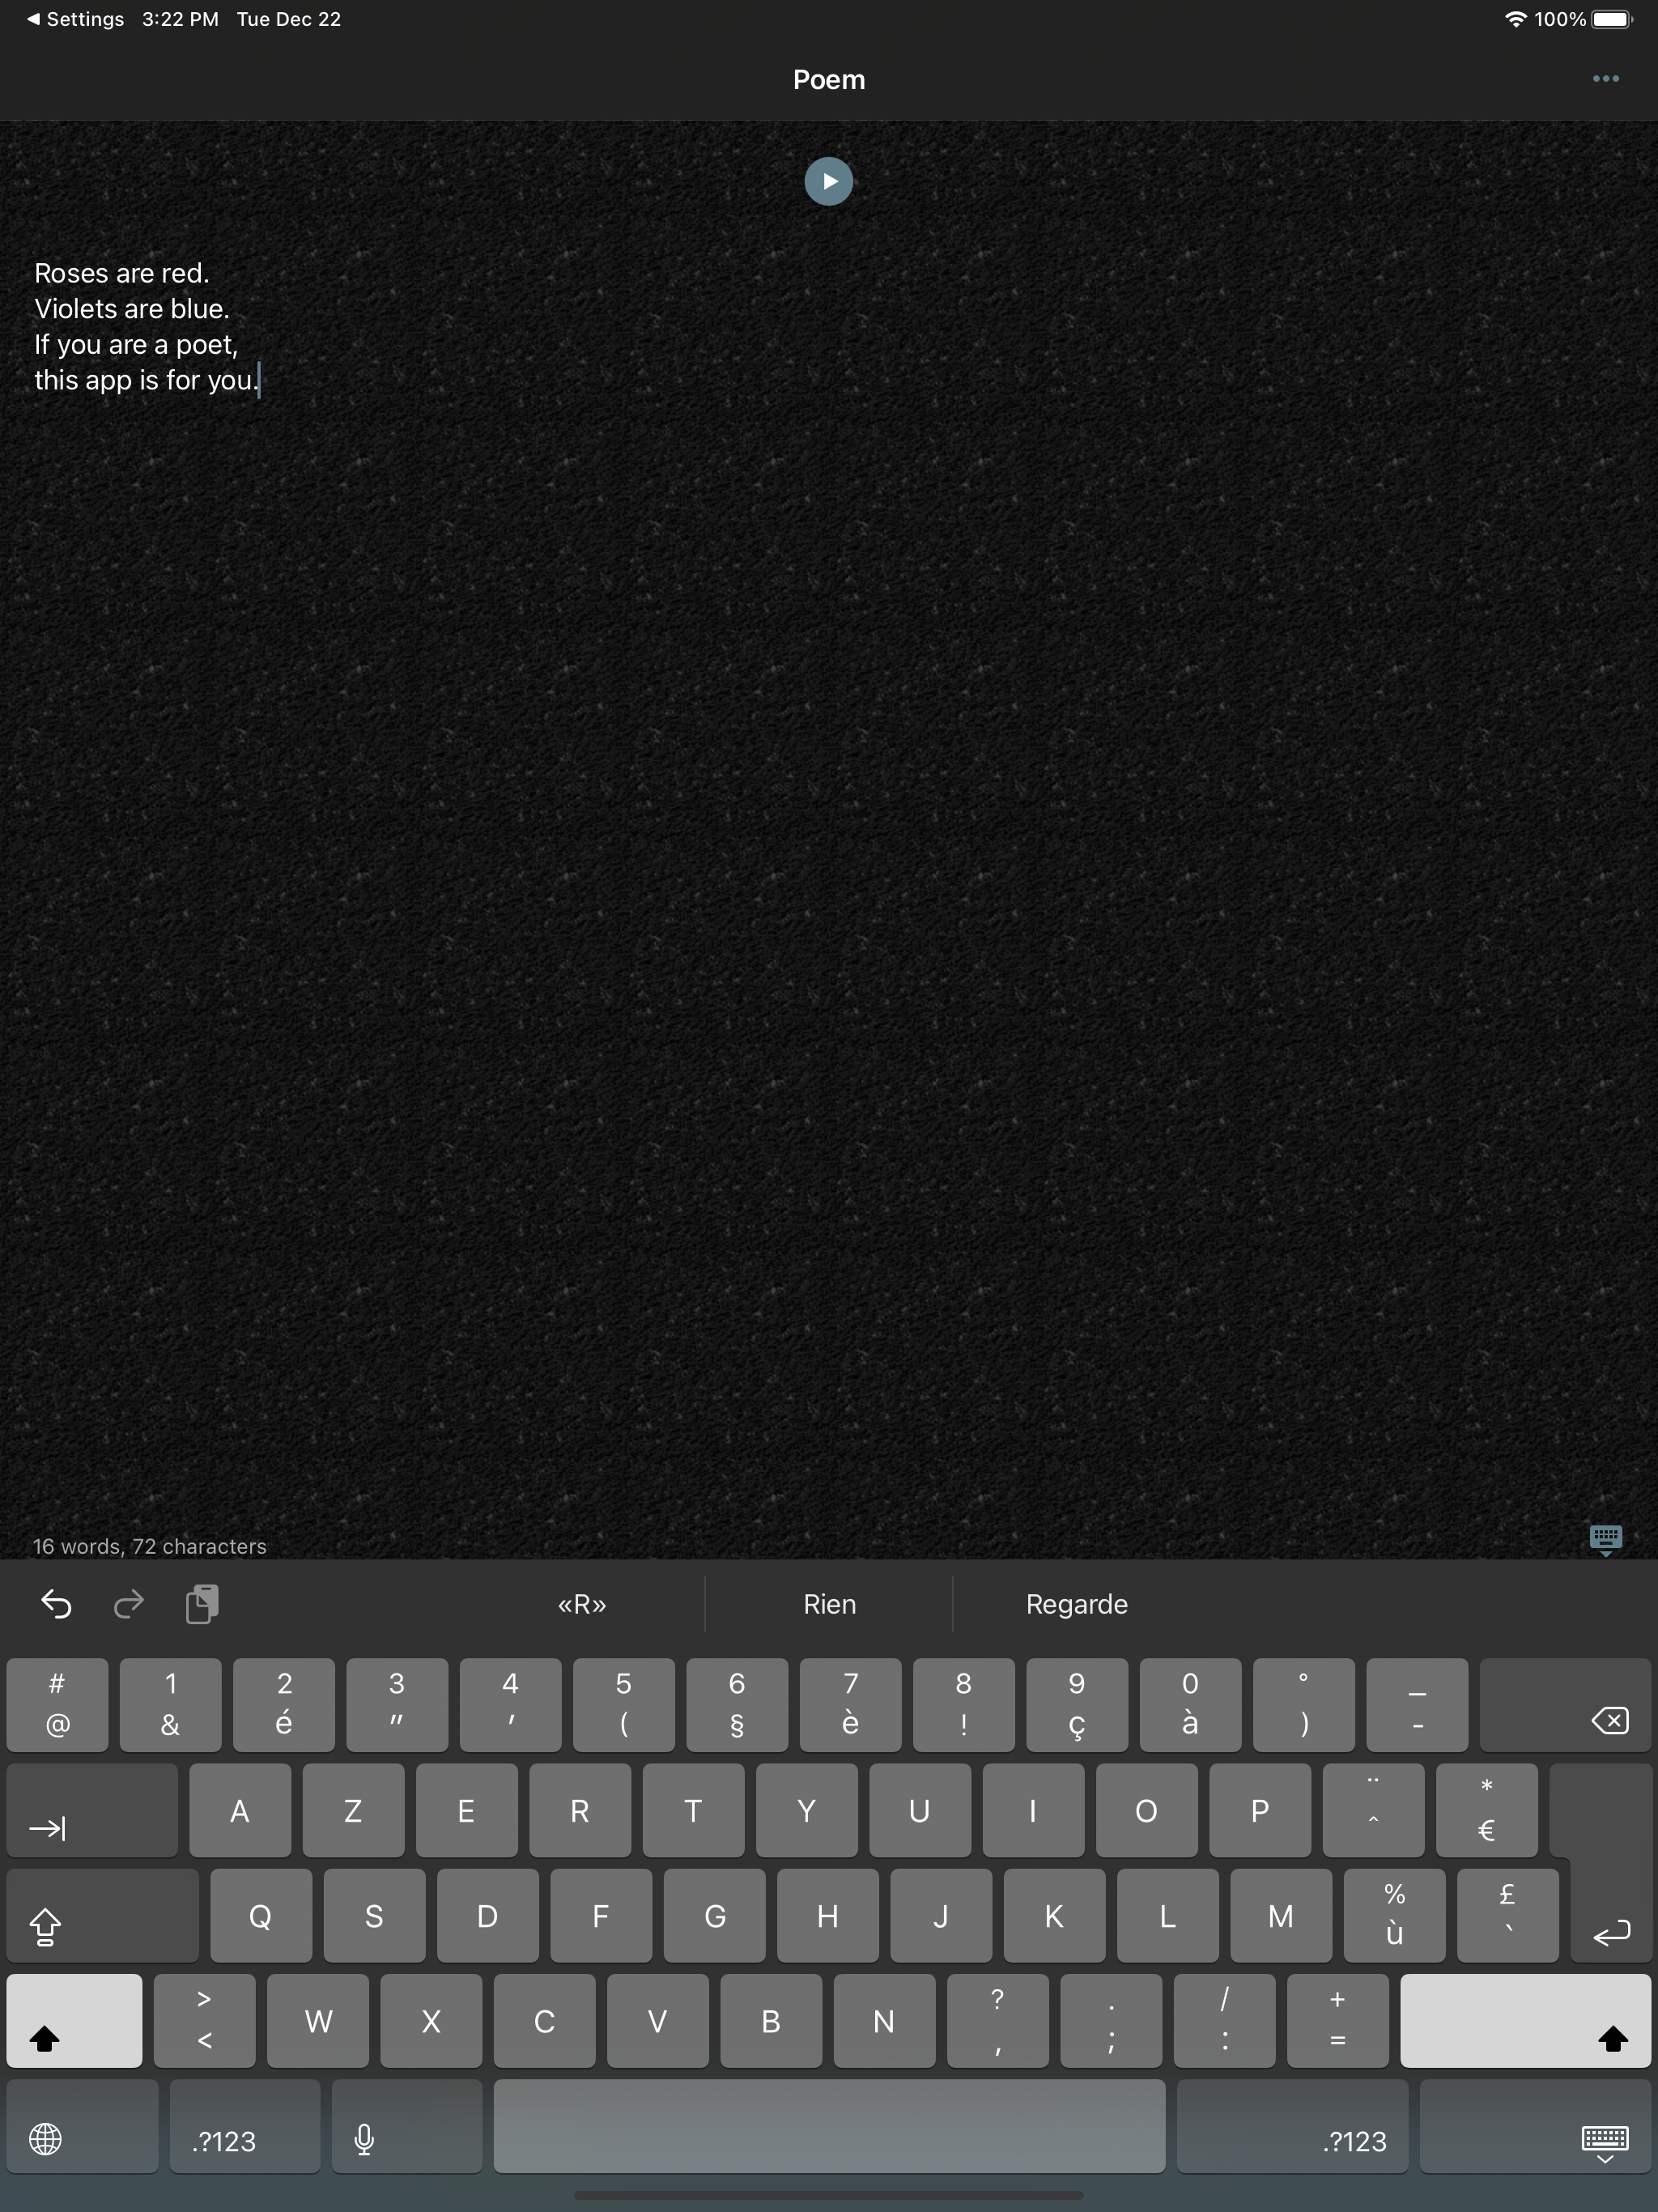 Settings 3:22 PM Tue Dec 22 100%
Poem
Roses are red.
Violets are blue.
If you are a poet,
this app is for you.
16 words, 72 characters
«R» Rien Regarde
# 1 2 3 4 5 6 7 8 9 0 ° _
@ & é " ' ( § è ! ç à ) -
A Z E R T Y U I O P ¨ *
^ €
Q S D F G H J K L M % £
ù `
> W X C V B N ? . / +
< , ; : =
.?123 .?123